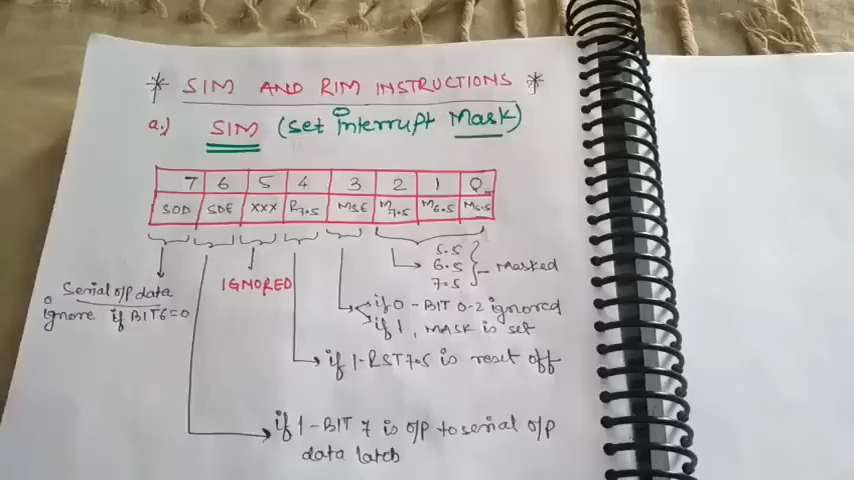 * SIM AND RIM INSTRUCTIONS *
a.) SIM (Set Interrupt Mask)
7 6 5 4 3 2 1 0
SOD SDE XXX R7.5 MSE M7.5 M6.5 M5.5
5.5
6.5 Masked
7.5
IGNORED
Serial o/p data
ignore if BIT6=0
if 0 - BIT 0-2 ignored
if 1, MASK is set
if 1-RST7.5 is reset off
if 1-BIT 7 is o/p to serial o/p
data latch